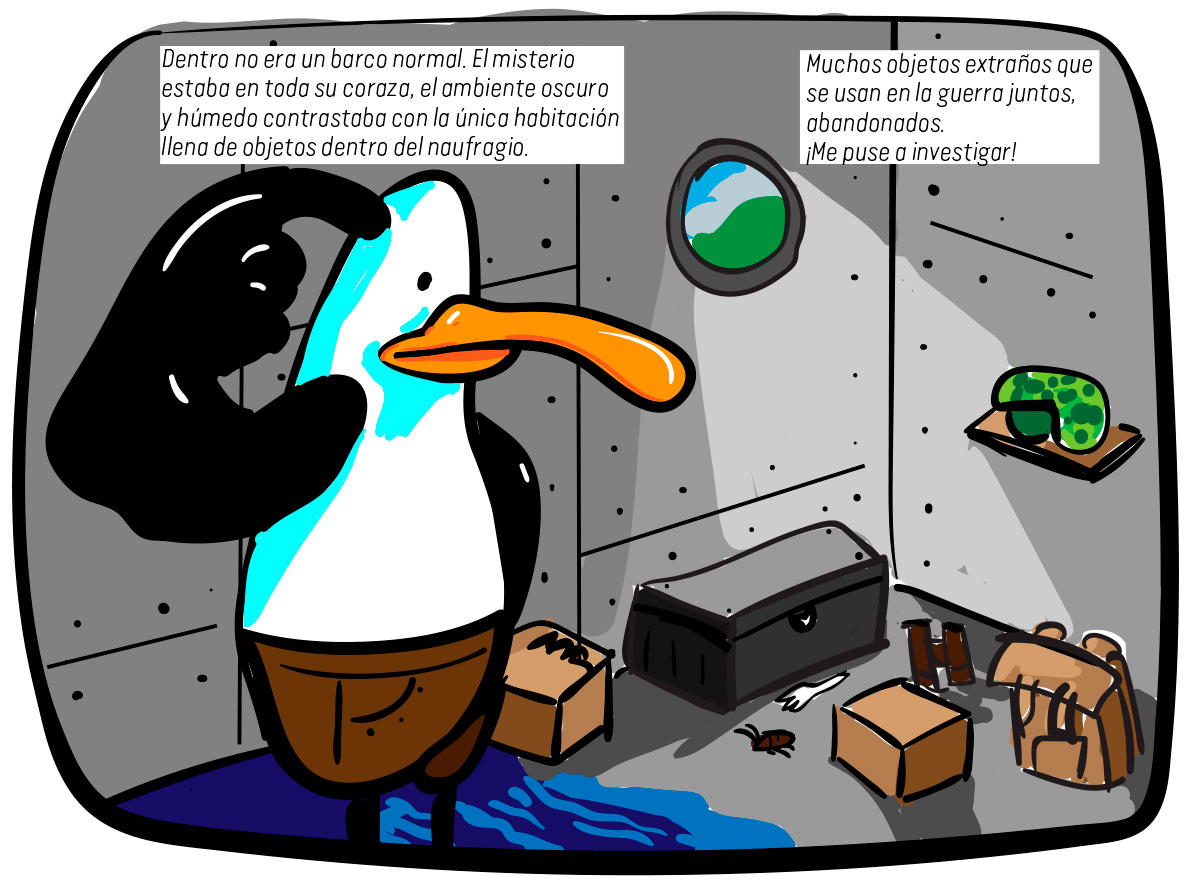 Dentro no era un barco normal. El misterio
estaba en toda su coraza, el ambiente oscuro
y húmedo contrastaba con la única habitación
llena de objetos dentro del naufragio.
Muchos objetos extraños que
se usan en la guerra juntos,
abandonados.
¡Me puse a investigar!